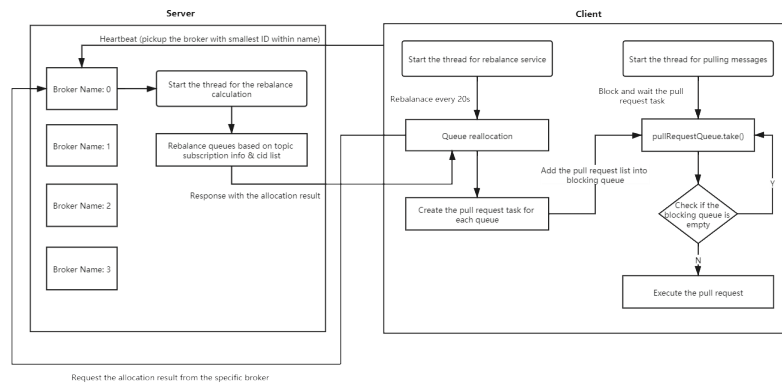 Server
Client
Heartbeat (pickup the broker with smallest ID within name)
Broker Name: 0
Start the thread for the rebalance
calculation
Start the thread for rebalance service
Start the thread for pulling messages
Rebalanace every 20s
Block and wait the pull
request task
Broker Name: 1
Rebalance queues based on topic
subscription info & cid list
Queue reallocation
pullRequestQueue.take()
Response with the allocation result
Add the pull request list into
blocking queue
Broker Name: 2
Create the pull request task for
each queue
Check if the
blocking queue is
empty
Y
N
Broker Name: 3
Execute the pull request
Request the allocation result from the specific broker